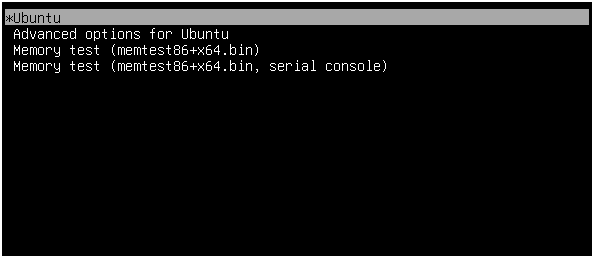 *Ubuntu
Advanced options for Ubuntu
Memory test (memtest86+x64.bin)
Memory test (memtest86+x64.bin, serial console)